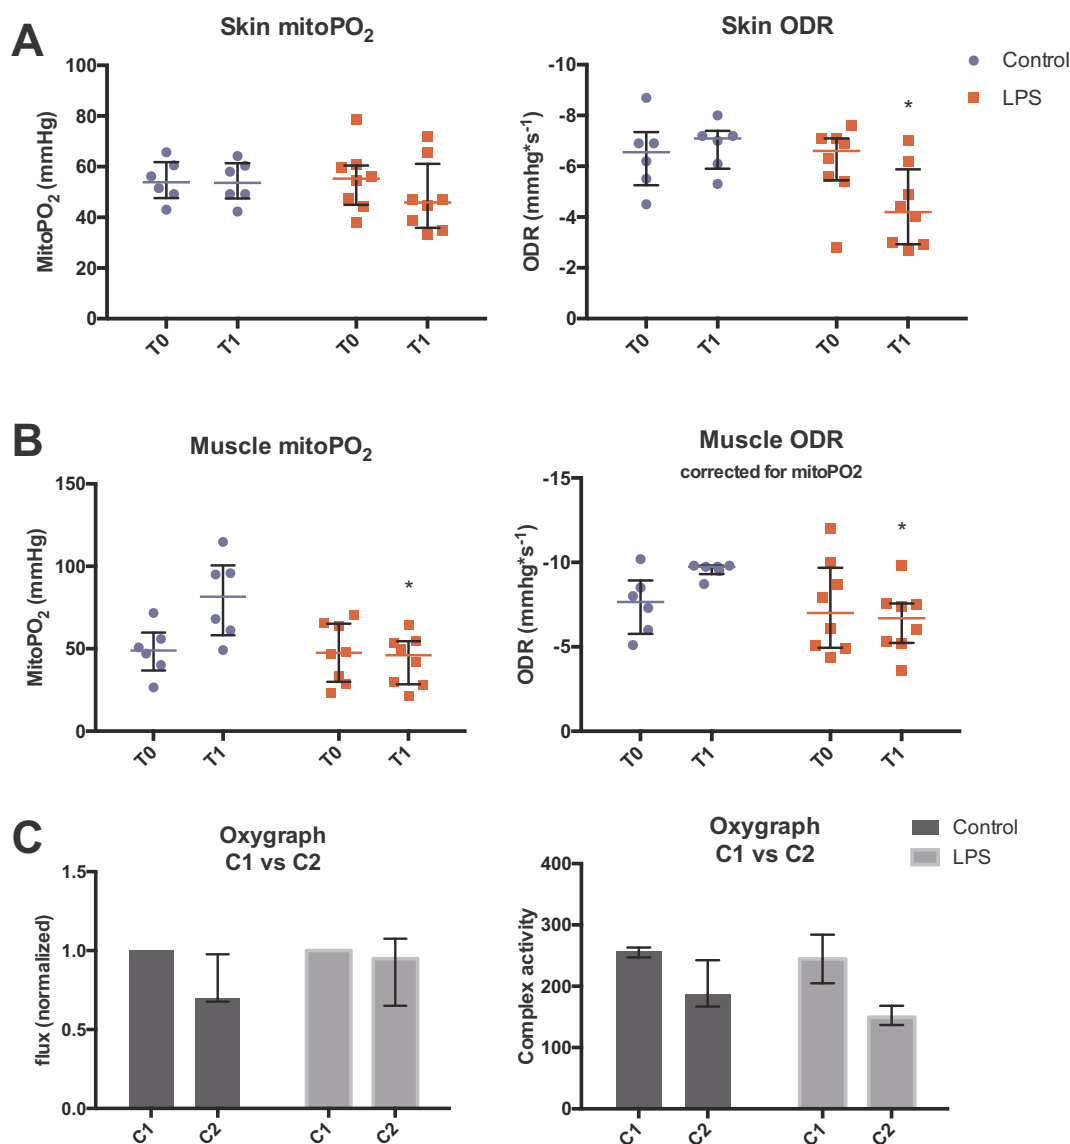 A
Skin mitoPO2
MitoPO2 (mmHg)
100
80
60
40
20
0
T0
T1
T0
T1
Skin ODR
ODR (mmhg*s-1)
-10
-8
-6
-4
-2
0
*
T0
T1
T0
T1
Control
LPS
B
Muscle mitoPO2
MitoPO2 (mmHg)
150
100
50
0
*
T0
T1
T0
T1
Muscle ODR
corrected for mitoPO2
ODR (mmhg*s-1)
-15
-10
-5
0
*
T0
T1
T0
T1
C
Oxygraph
C1 vs C2
flux (normalized)
1.5
1.0
0.5
0.0
C1
C2
C1
C2
Oxygraph
C1 vs C2
Complex activity
400
300
200
100
0
C1
C2
C1
C2
Control
LPS